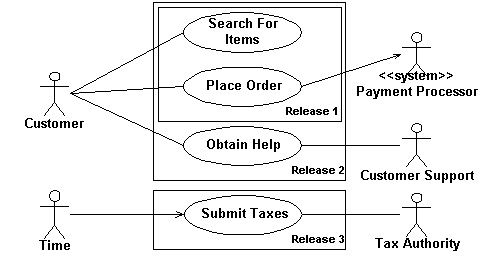 Search For
Items
Place Order
<<system>>
Payment Processor
Release 1
Customer
Obtain Help
Release 2
Customer Support
Submit Taxes
Release 3
Time
Tax Authority